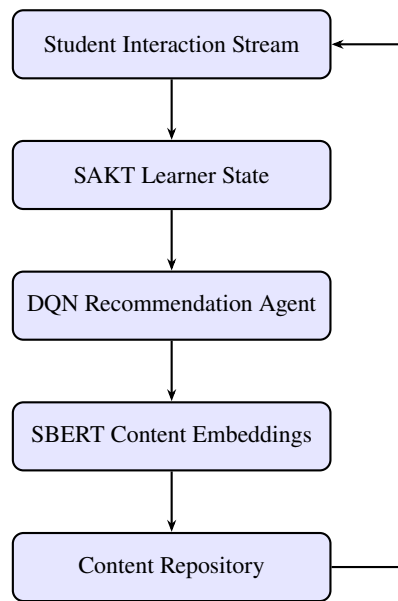 Student Interaction Stream
SAKT Learner State
DQN Recommendation Agent
SBERT Content Embeddings
Content Repository